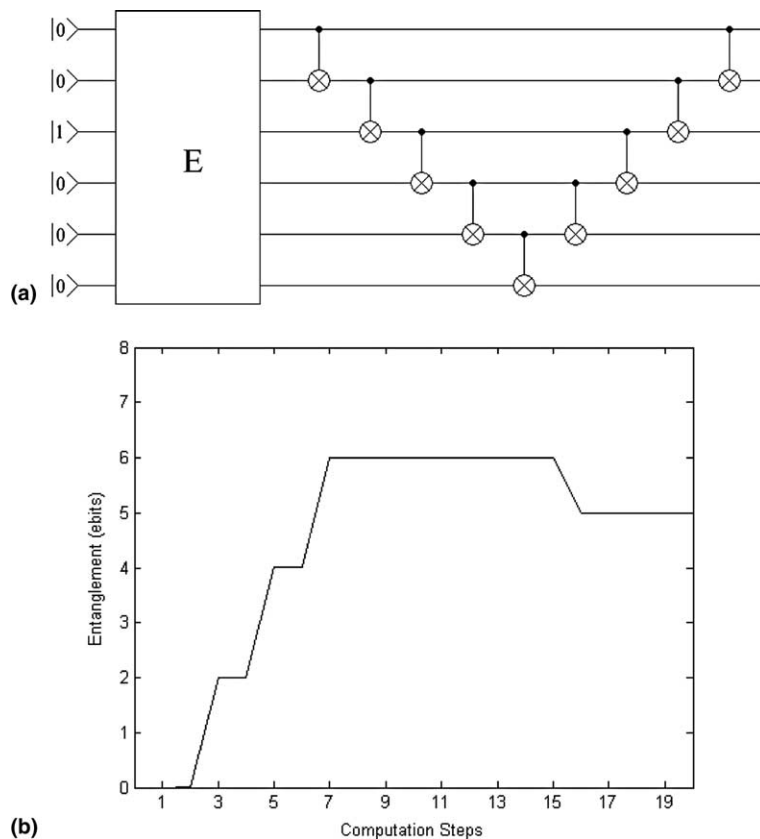 |0>
|0>
|1>
|0>
|0>
|0>
E
(a)
8
7
6
5
4
3
2
1
0
Entanglement (ebits)
1 3 5 7 9 11 13 15 17 19
Computation Steps
(b)